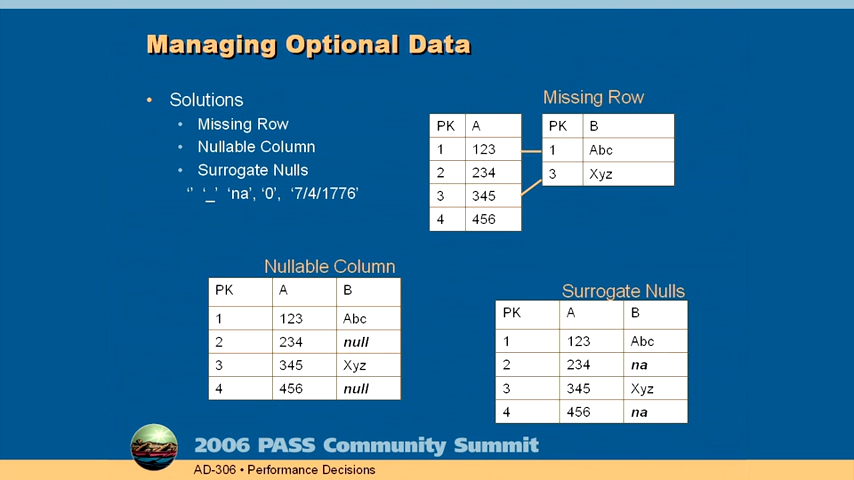 Managing Optional Data
• Solutions
• Missing Row
• Nullable Column
• Surrogate Nulls
‘’ ‘_’ ‘na’, ‘0’, ‘7/4/1776’
Missing Row
PK A
1 123
2 234
3 345
4 456
PK B
1 Abc
3 Xyz
Nullable Column
PK A B
1 123 Abc
2 234 null
3 345 Xyz
4 456 null
Surrogate Nulls
PK A B
1 123 Abc
2 234 na
3 345 Xyz
4 456 na
2006 PASS Community Summit
AD-306 • Performance Decisions